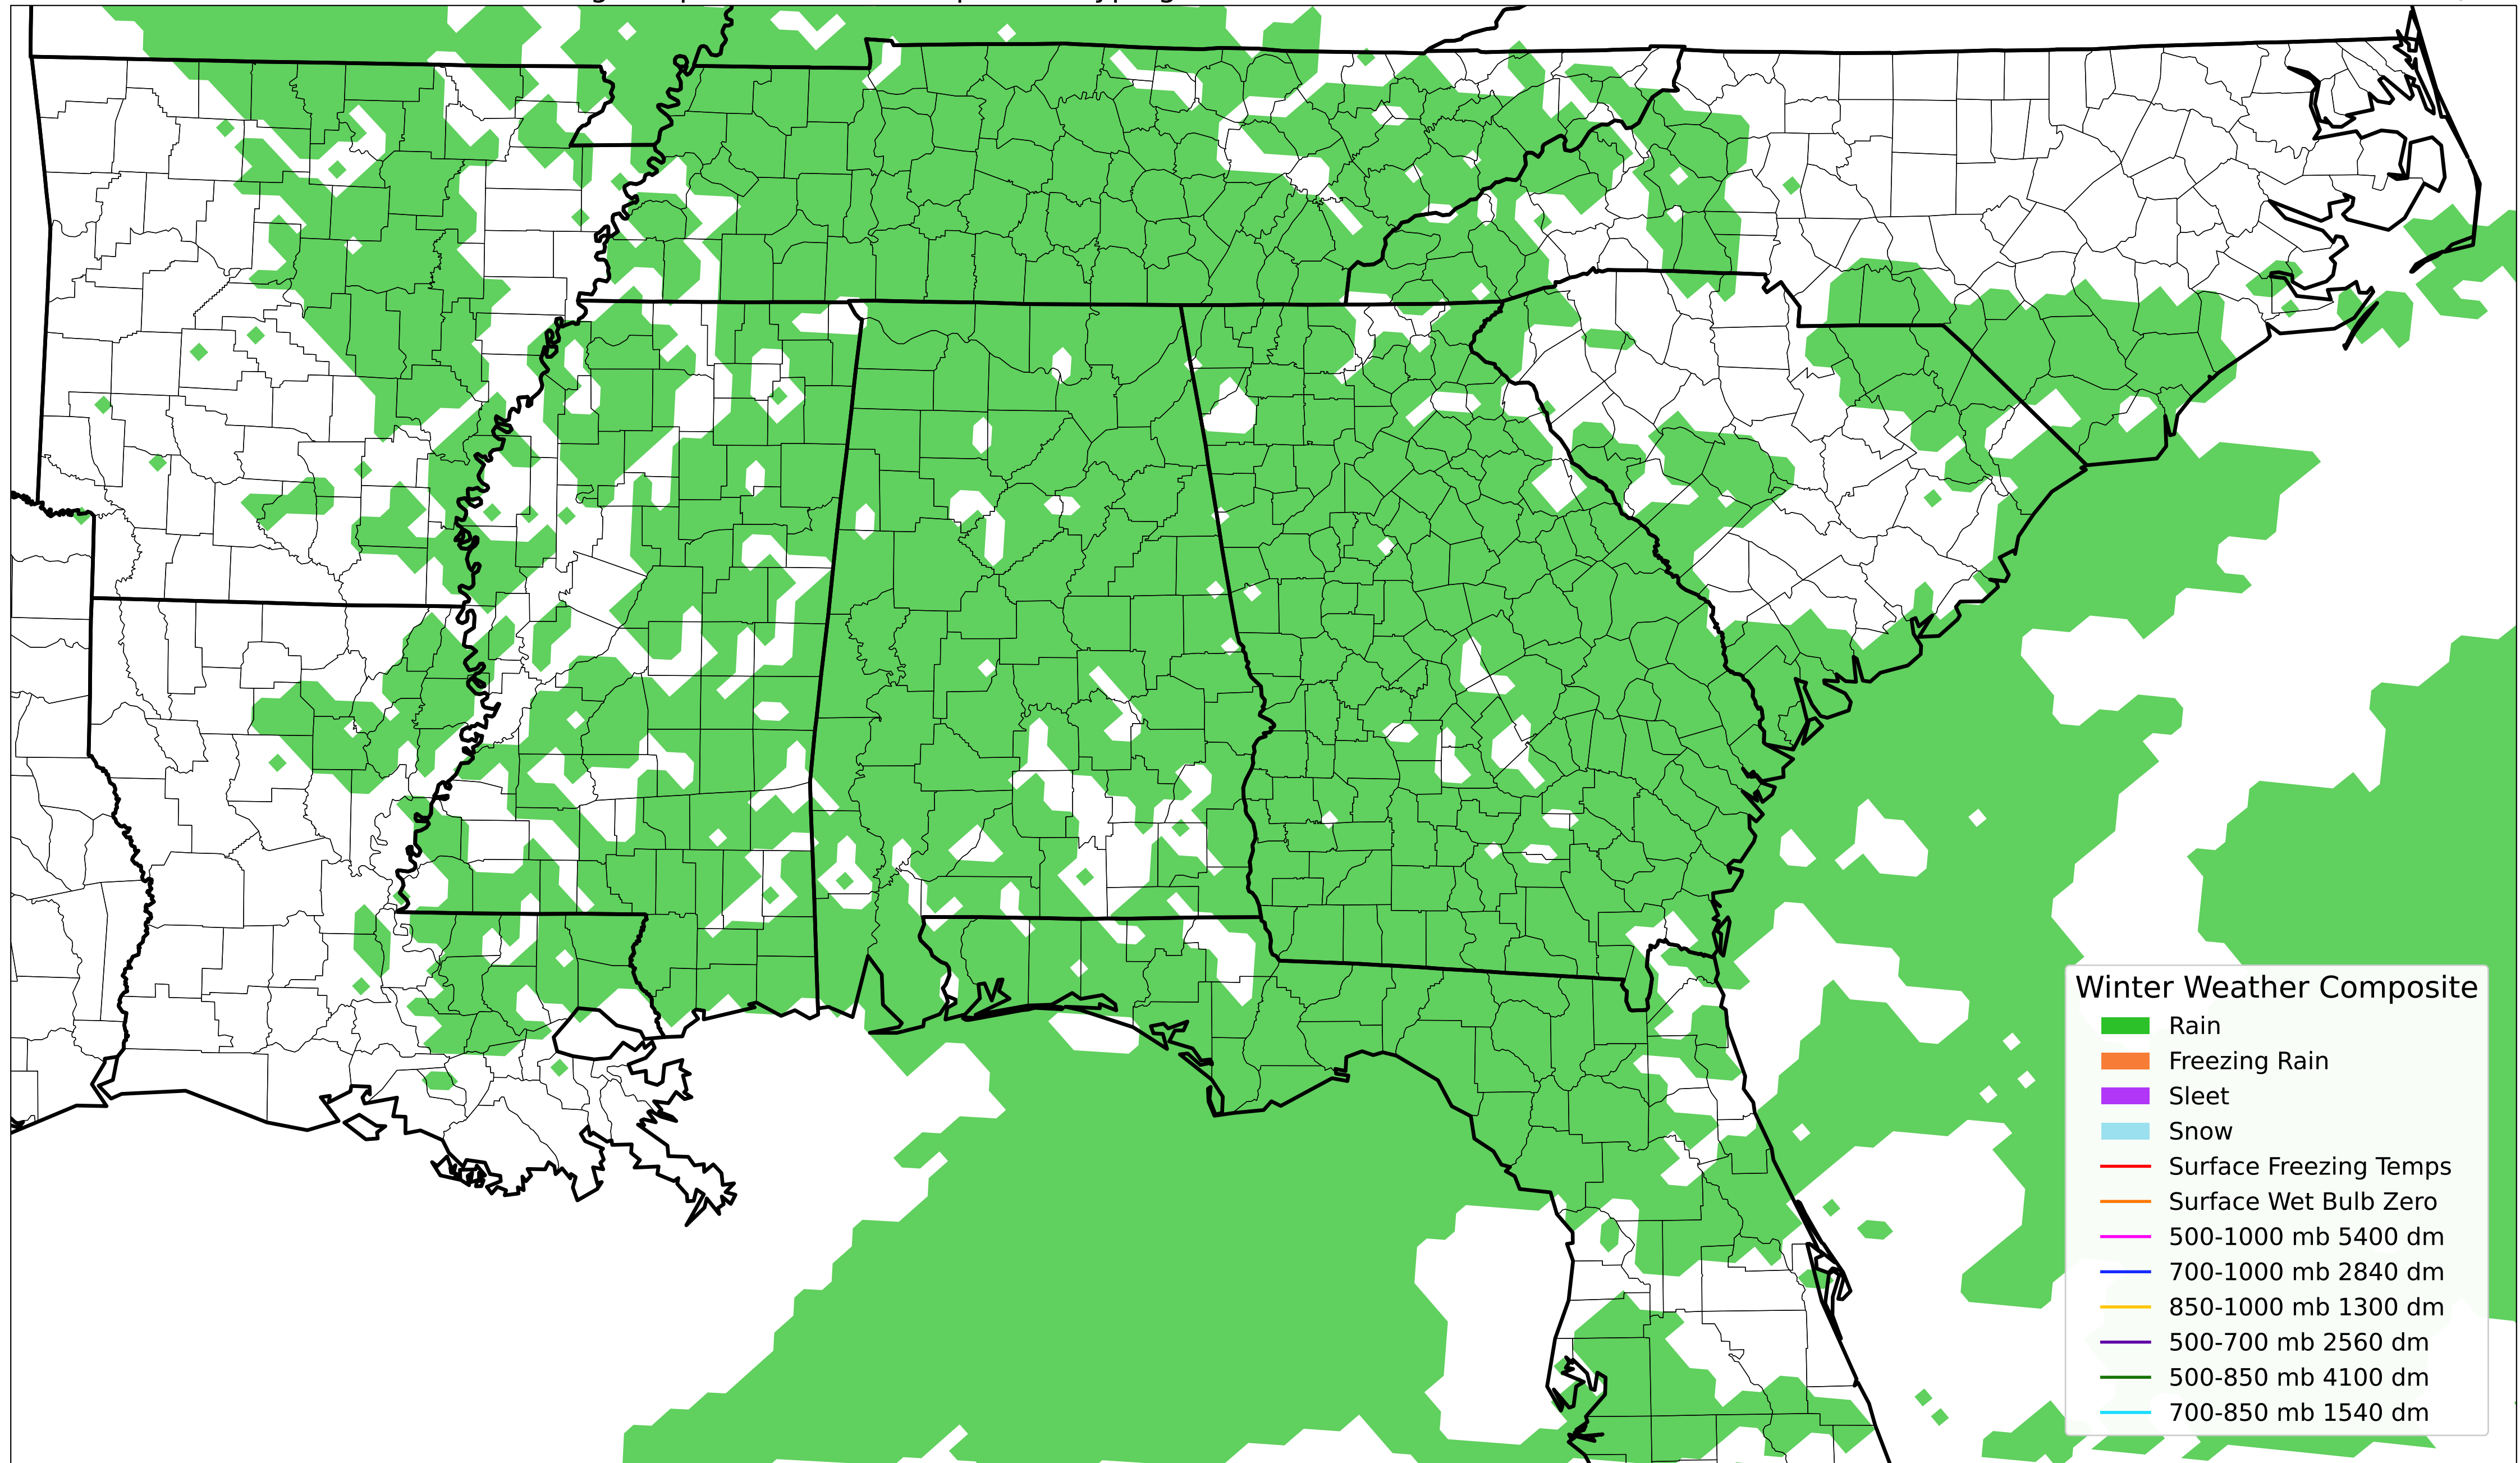 Winter Weather Composite
Rain
Freezing Rain
Sleet
Snow
Surface Freezing Temps
Surface Wet Bulb Zero
500-1000 mb 5400 dm
700-1000 mb 2840 dm
850-1000 mb 1300 dm
500-700 mb 2560 dm
500-850 mb 4100 dm
700-850 mb 1540 dm